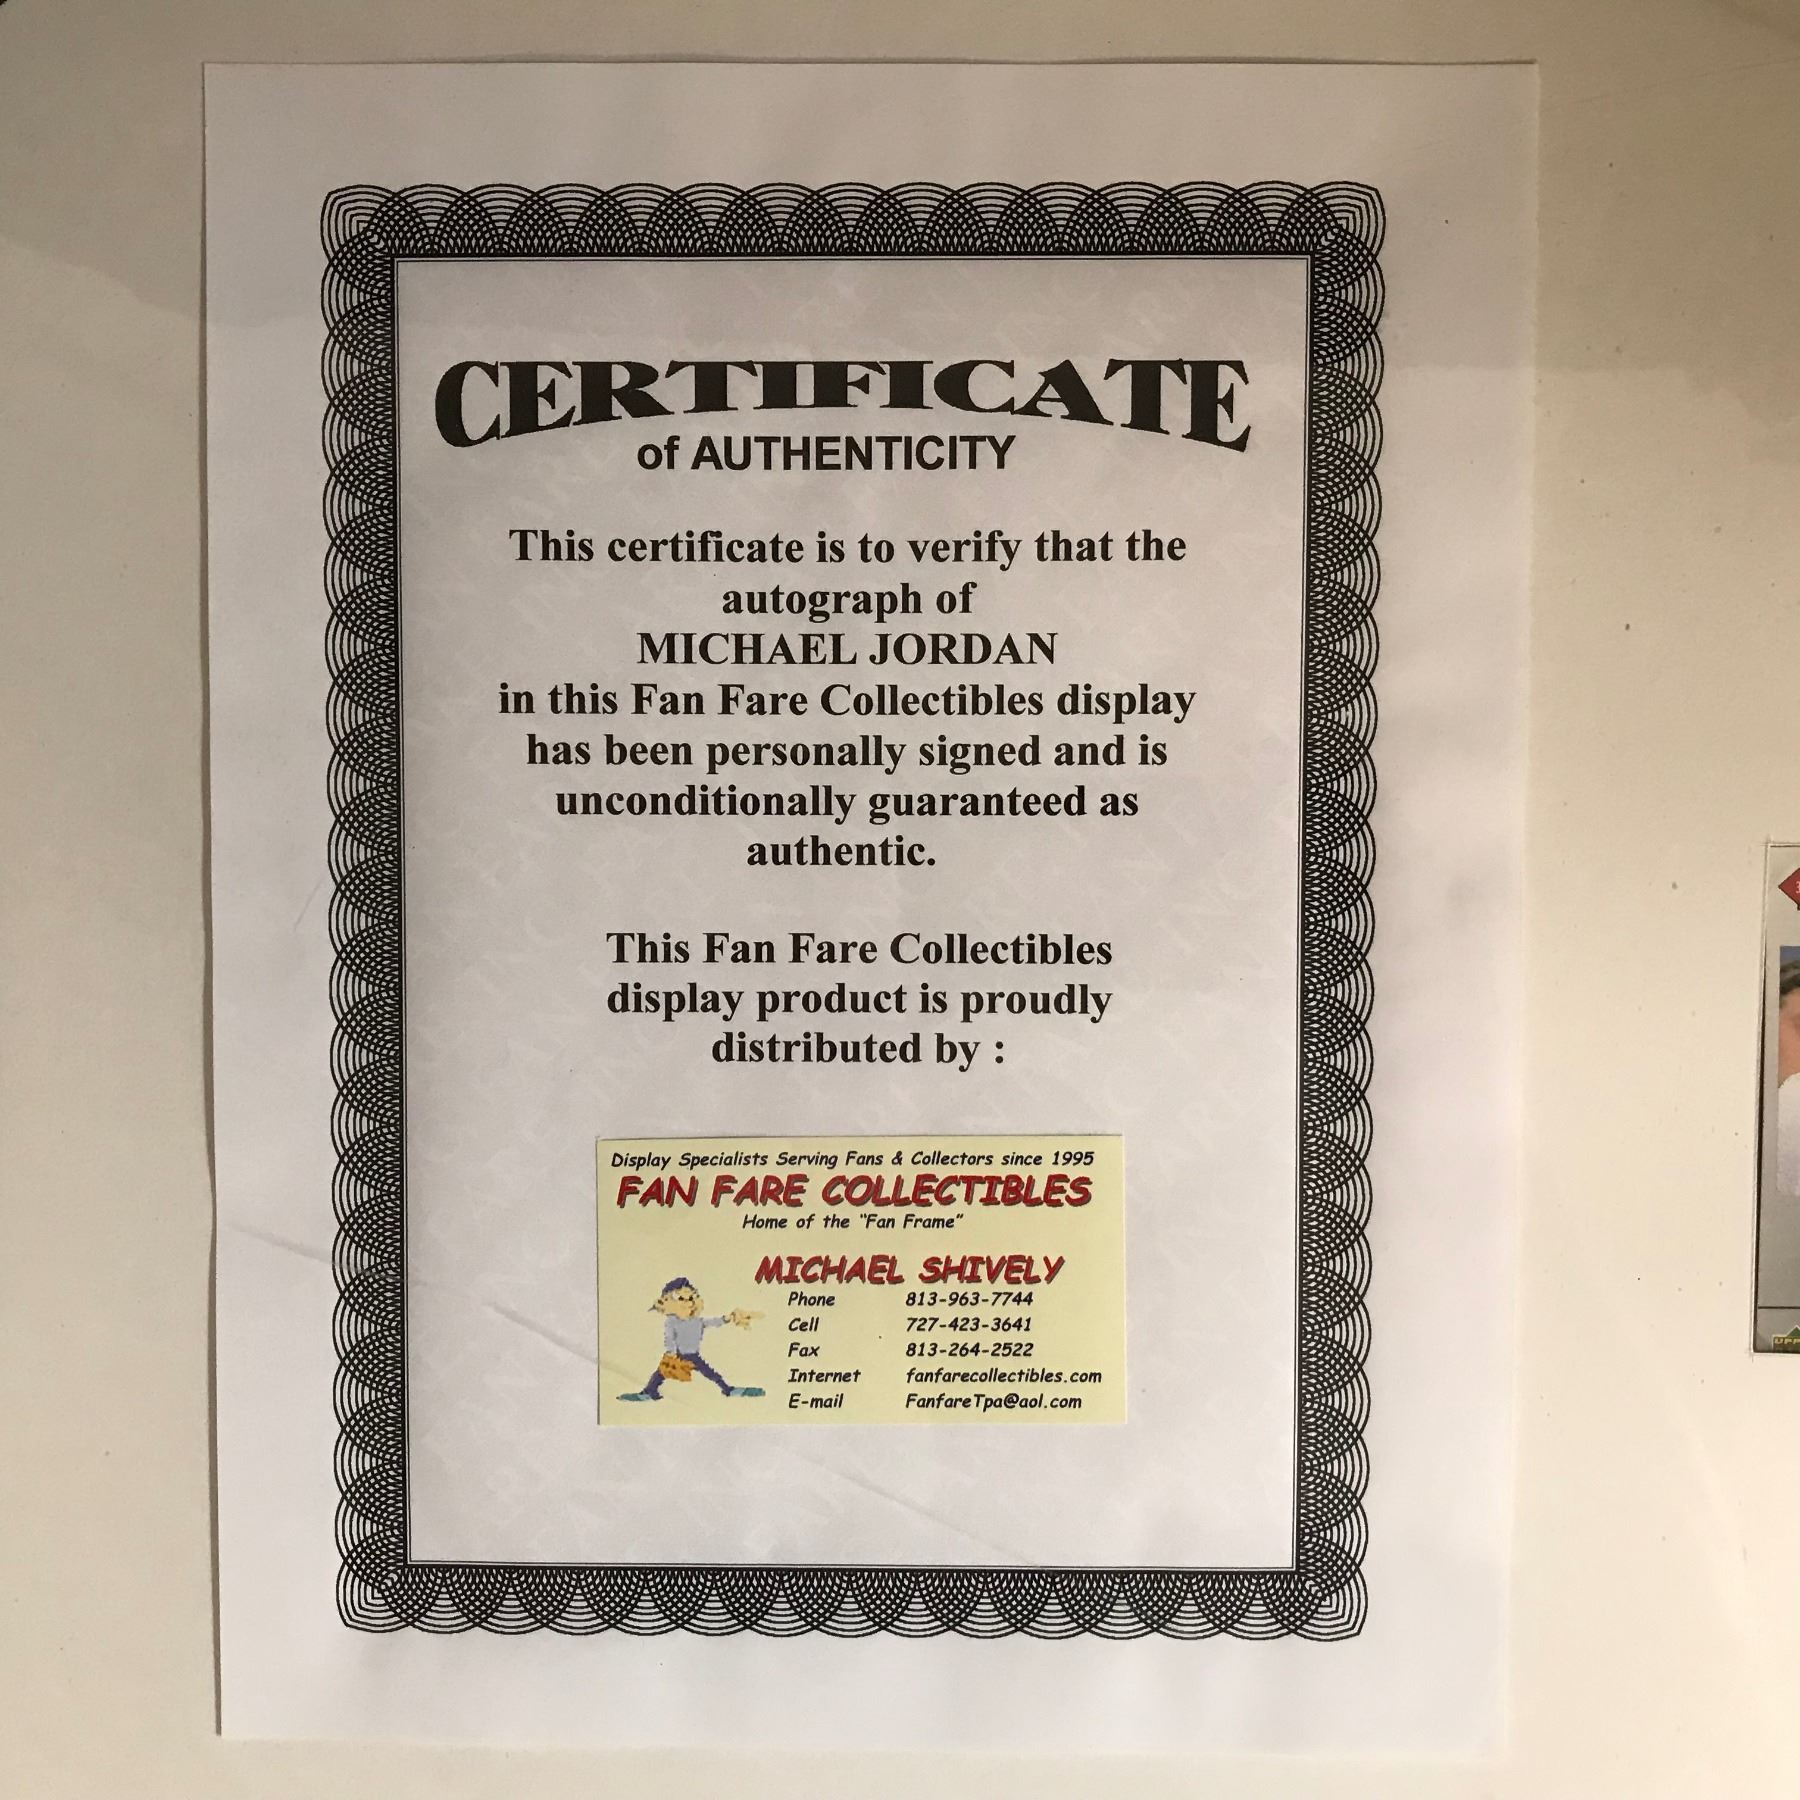 CERTIFICATE
of AUTHENTICITY
This certificate is to verify that the
autograph of
MICHAEL JORDAN
in this Fan Fare Collectibles display
has been personally signed and is
unconditionally guaranteed as
authentic.
This Fan Fare Collectibles
display product is proudly
distributed by :
Display Specialists Serving Fans & Collectors since 1995
FAN FARE COLLECTIBLES
Home of the "Fan Frame"
MICHAEL SHIVELY
Phone 813-963-7744
Cell 727-423-3641
Fax 813-264-2522
Internet fanfarecollectibles.com
E-mail FanfareTpa@aol.com